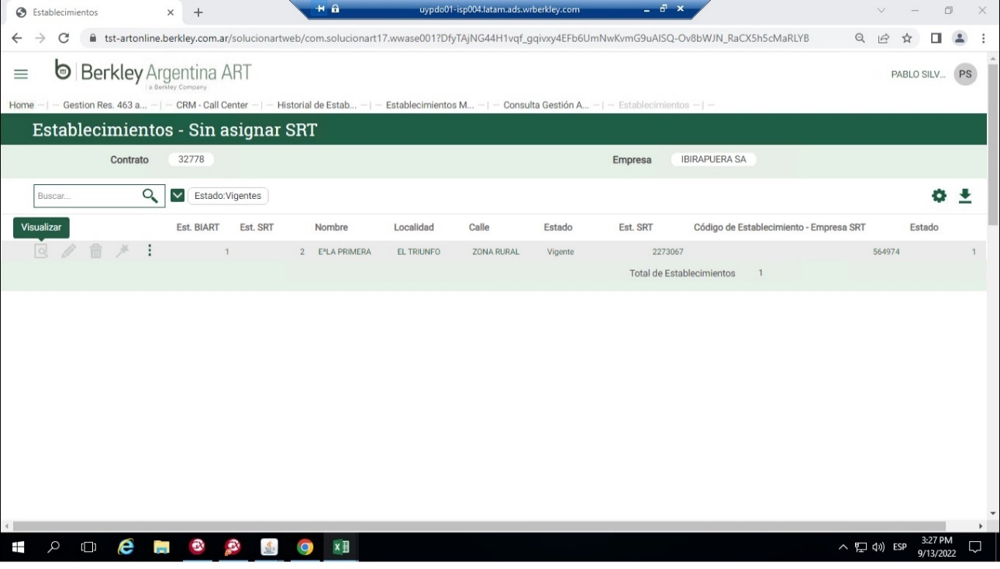 Establecimientos
uypdo01-isp004.latam.ads.wrberkley.com
tst-artonline.berkley.com.ar/solucionartweb/com.solucionart17.wwase001?DfyTAjNG44H1vqf_gqivxy4EFb6UmNwKvmG9uAISQ-Ov8bWJN_RaCX5h5cMaRLYB
Berkley Argentina ART
a Berkley Company
PABLO SILV... PS
Home — | — Gestion Res. 463 a... — | — CRM - Call Center — | — Historial de Estab... — | — Establecimientos M... — | — Consulta Gestión A... — | — Establecimientos — | —
Establecimientos - Sin asignar SRT
Contrato 32778 Empresa IBIRAPUERA SA
Buscar... Estado:Vigentes
Visualizar Est. BIART Est. SRT Nombre Localidad Calle Estado Est. SRT Código de Establecimiento - Empresa SRT Estado
1 2 EªLA PRIMERA EL TRIUNFO ZONA RURAL Vigente 2273067 564974 1
Total de Establecimientos 1
ESP 3:27 PM
9/13/2022